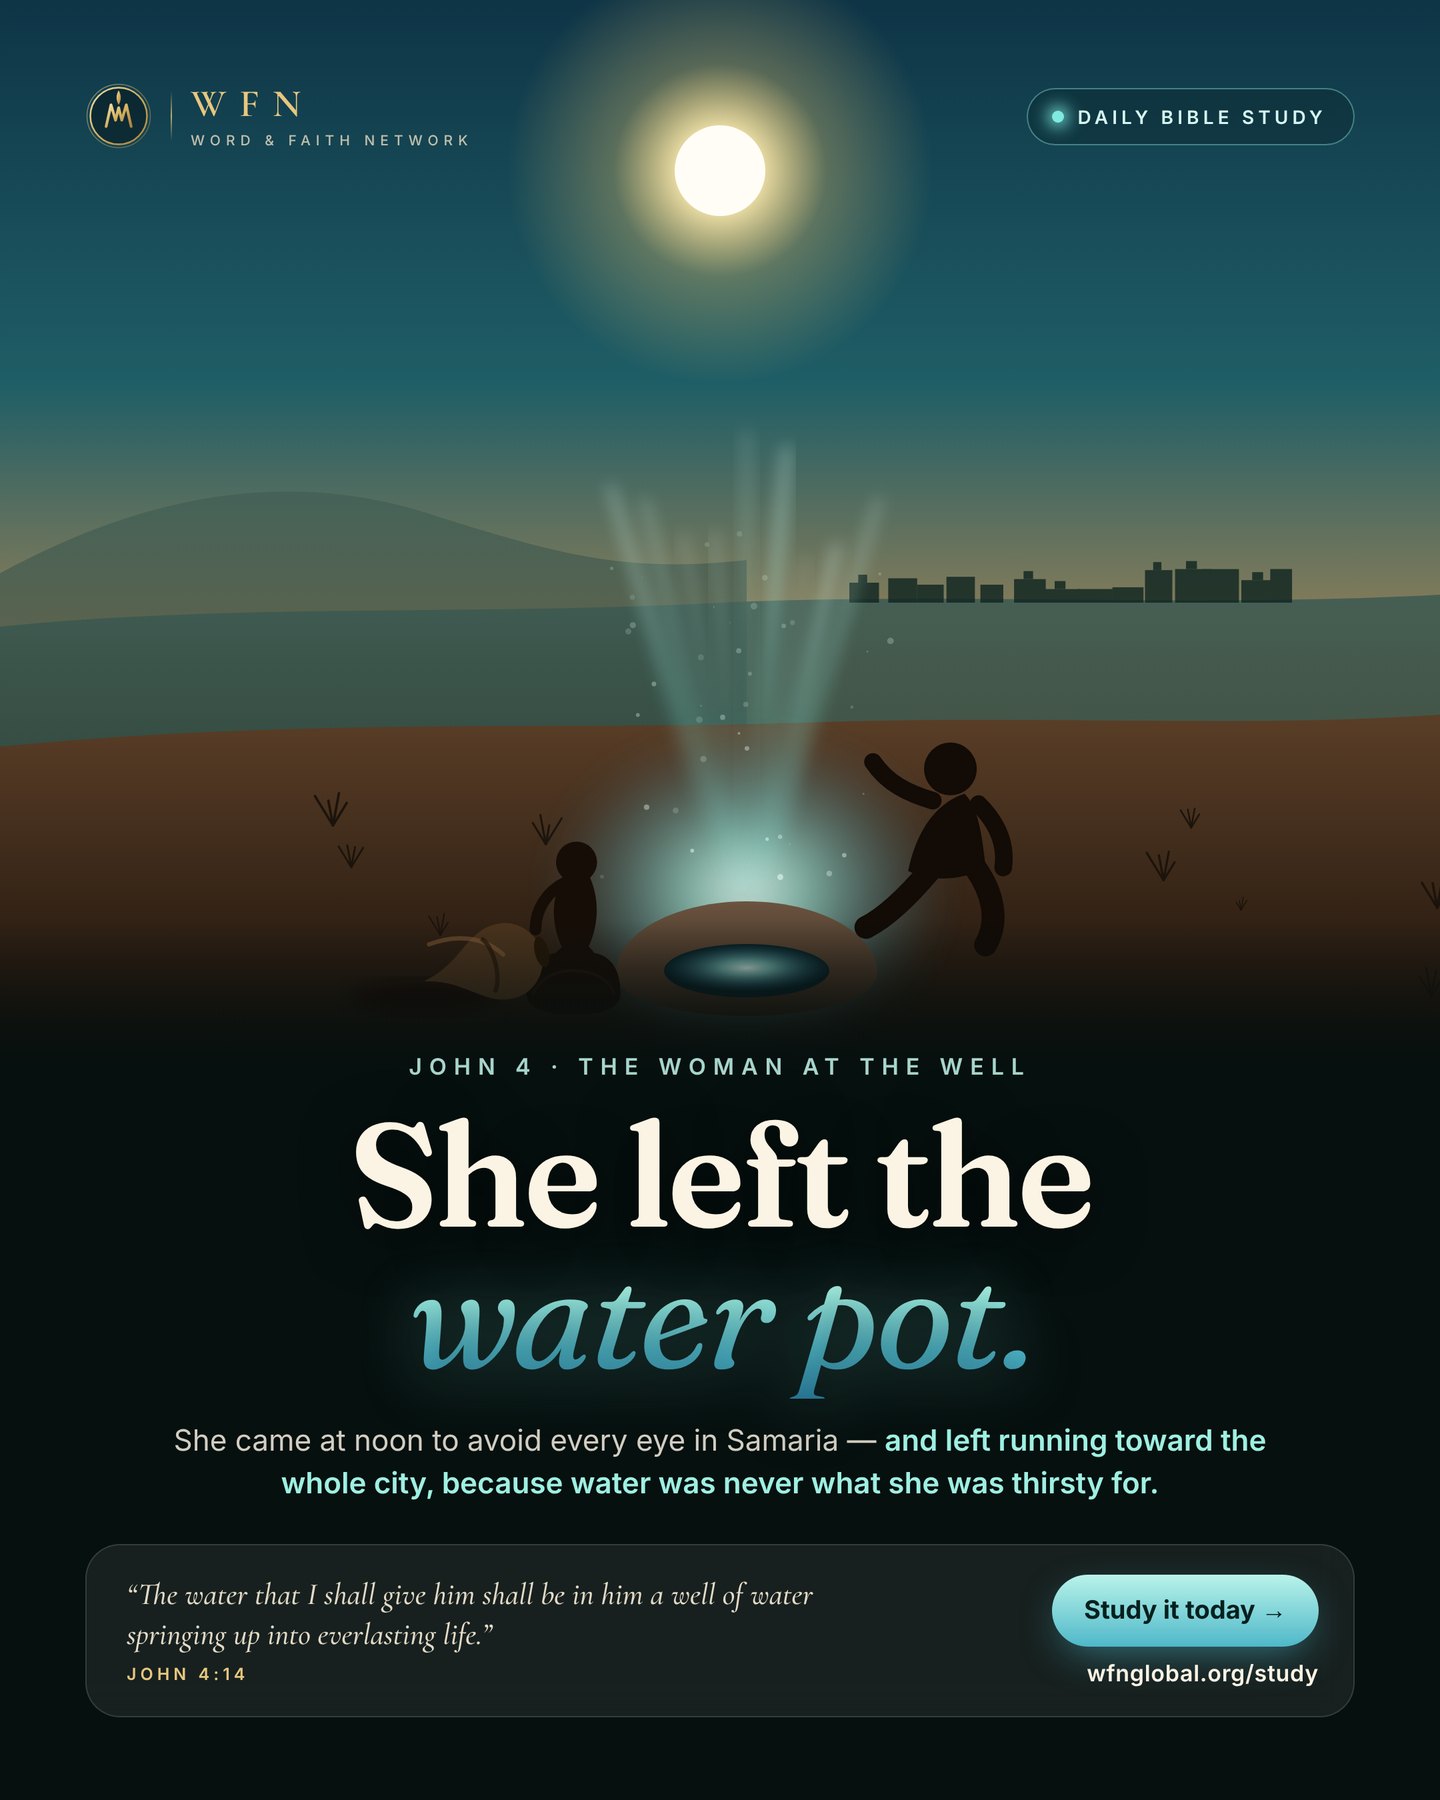 WFN
WORD & FAITH NETWORK
DAILY BIBLE STUDY
JOHN 4 · THE WOMAN AT THE WELL
She left the
water pot.
She came at noon to avoid every eye in Samaria — and left running toward the
whole city, because water was never what she was thirsty for.
“The water that I shall give him shall be in him a well of water
springing up into everlasting life.”
JOHN 4:14
Study it today →
wfnglobal.org/study